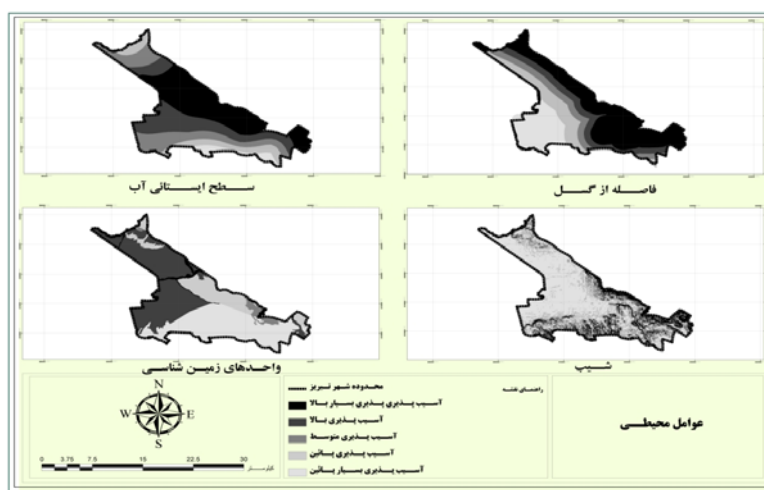 سطح ایستائی آب
فاصله از گسل
واحدهای زمین شناسی
شیب
راهنمای نقشه
محدوده شهر تبریز
آسیب پذیری پذیری بسیار بالا
آسیب پذیری بالا
آسیب پذیری متوسط
آسیب پذیری پائین
آسیب پذیری بسیار پائین
عوامل محیطی
N
W E
S
0 3.75 7.5 15 22.5 30
کیلومتر